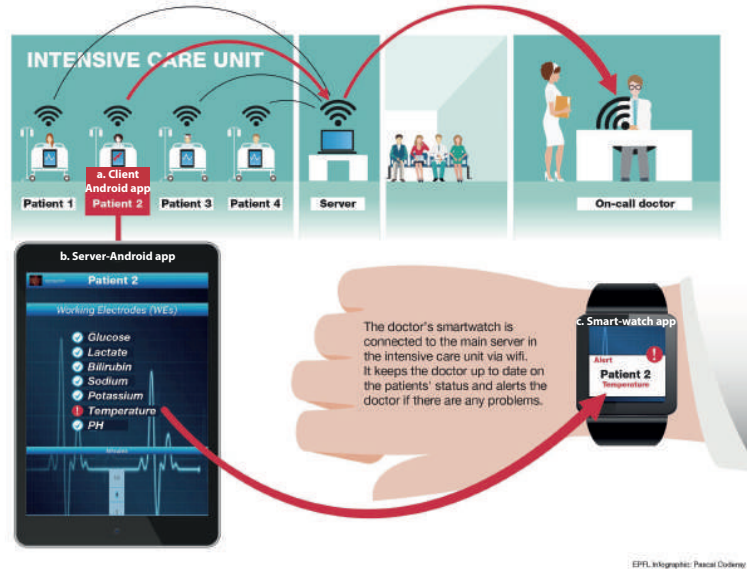 INTENSIVE CARE UNIT
a. Client
Android app
Patient 1
Patient 2
Patient 3
Patient 4
Server
On-call doctor
b. Server-Android app
Patient 2
Working Electrodes (WEs)
Glucose
Lactate
Bilirubin
Sodium
Potassium
Temperature
PH
The doctor's smartwatch is
connected to the main server in
the intensive care unit via wifi.
It keeps the doctor up to date on
the patients' status and alerts the
doctor if there are any problems.
c. Smart-watch app
Alert
Patient 2
Temperature
EPFL Infographic: Pascal Coderay